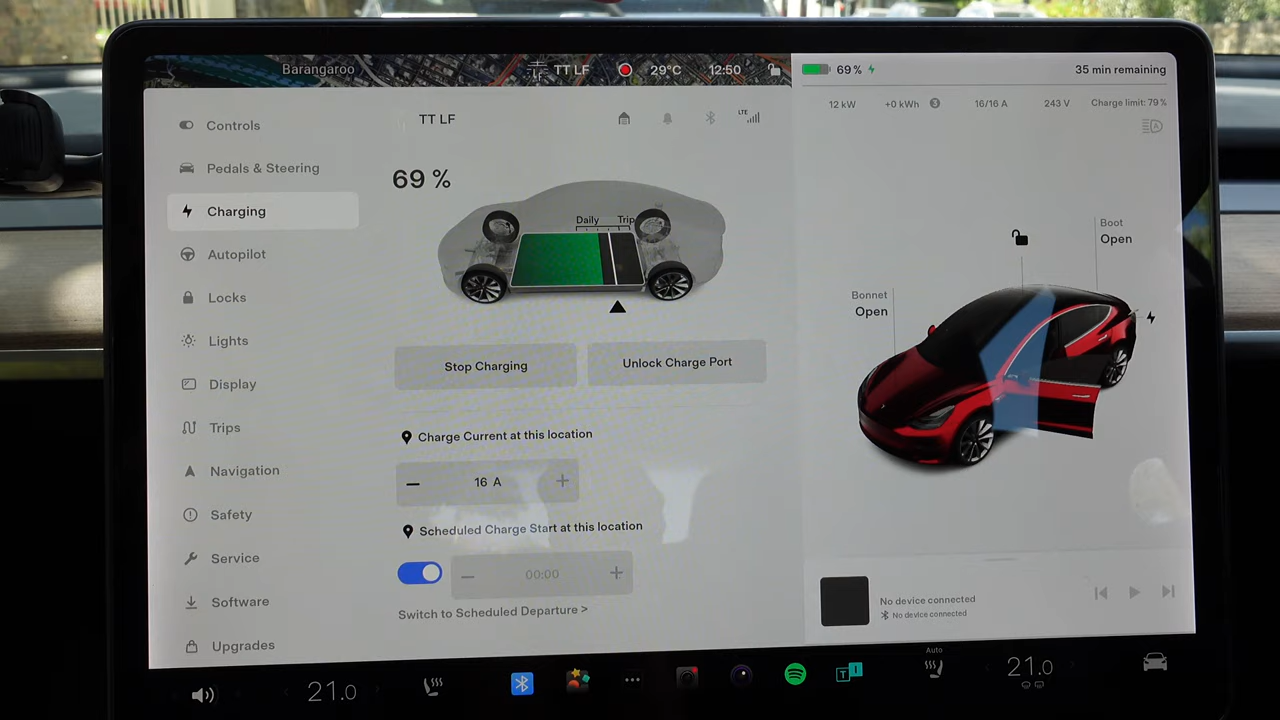 Barangaroo
TT LF
29°C
12:50
69 %
35 min remaining
12 kW
+0 kWh
3
16/16 A
243 V
Charge limit: 79 %
Controls
Pedals & Steering
Charging
Autopilot
Locks
Lights
Display
Trips
Navigation
Safety
Service
Software
Upgrades
TT LF
LTE
69 %
Daily
Trip
Stop Charging
Unlock Charge Port
Charge Current at this location
16 A
Scheduled Charge Start at this location
00:00
Switch to Scheduled Departure >
Boot
Open
Bonnet
Open
No device connected
No device connected
21.0
Auto
21.0